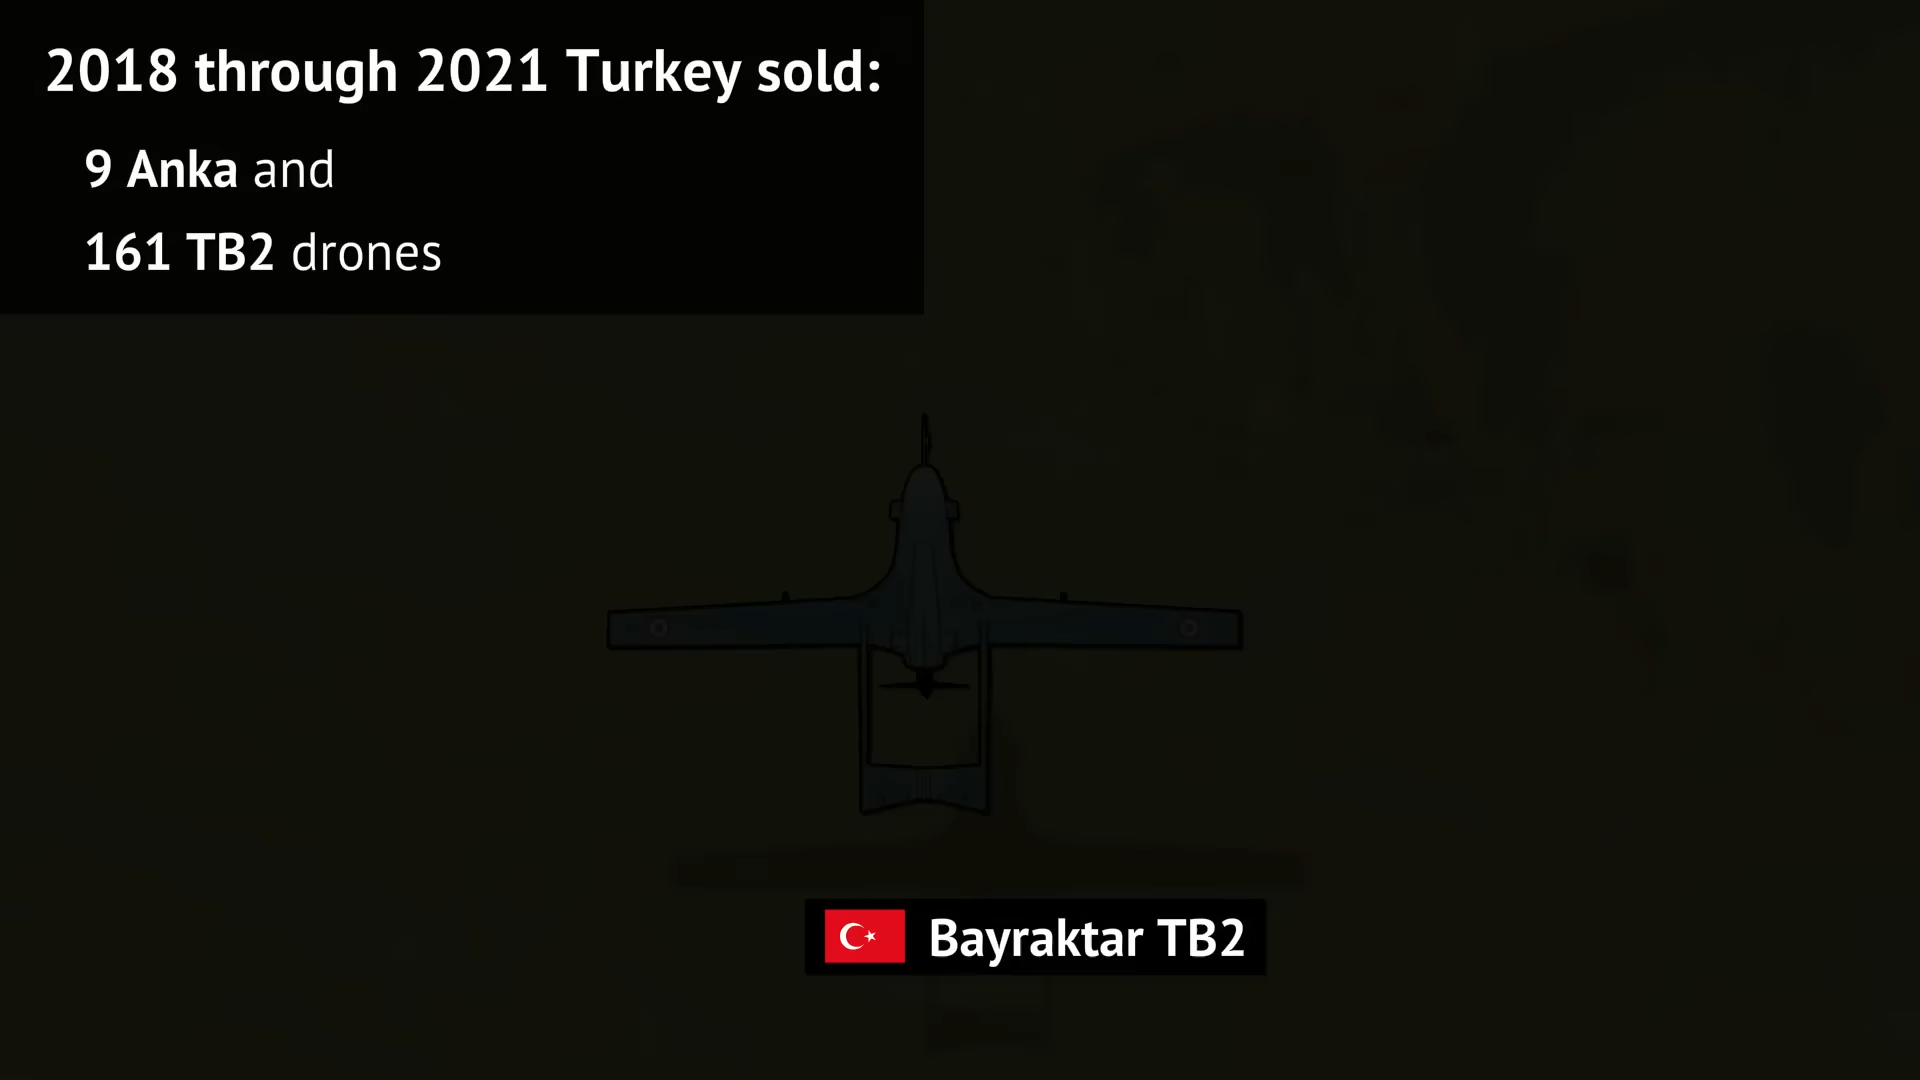 2018 through 2021 Turkey sold:
9 Anka and
161 TB2 drones
Bayraktar TB2